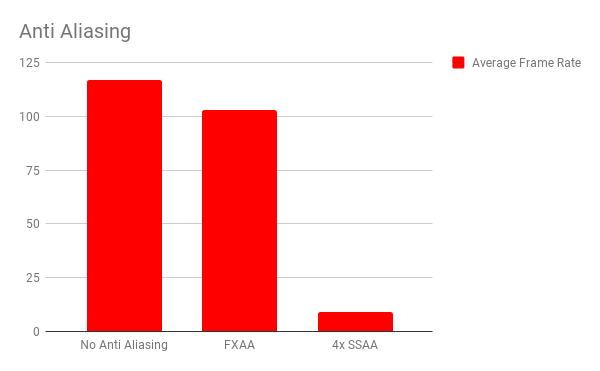 Anti Aliasing
Average Frame Rate
125
100
75
50
25
0
No Anti Aliasing
FXAA
4x SSAA